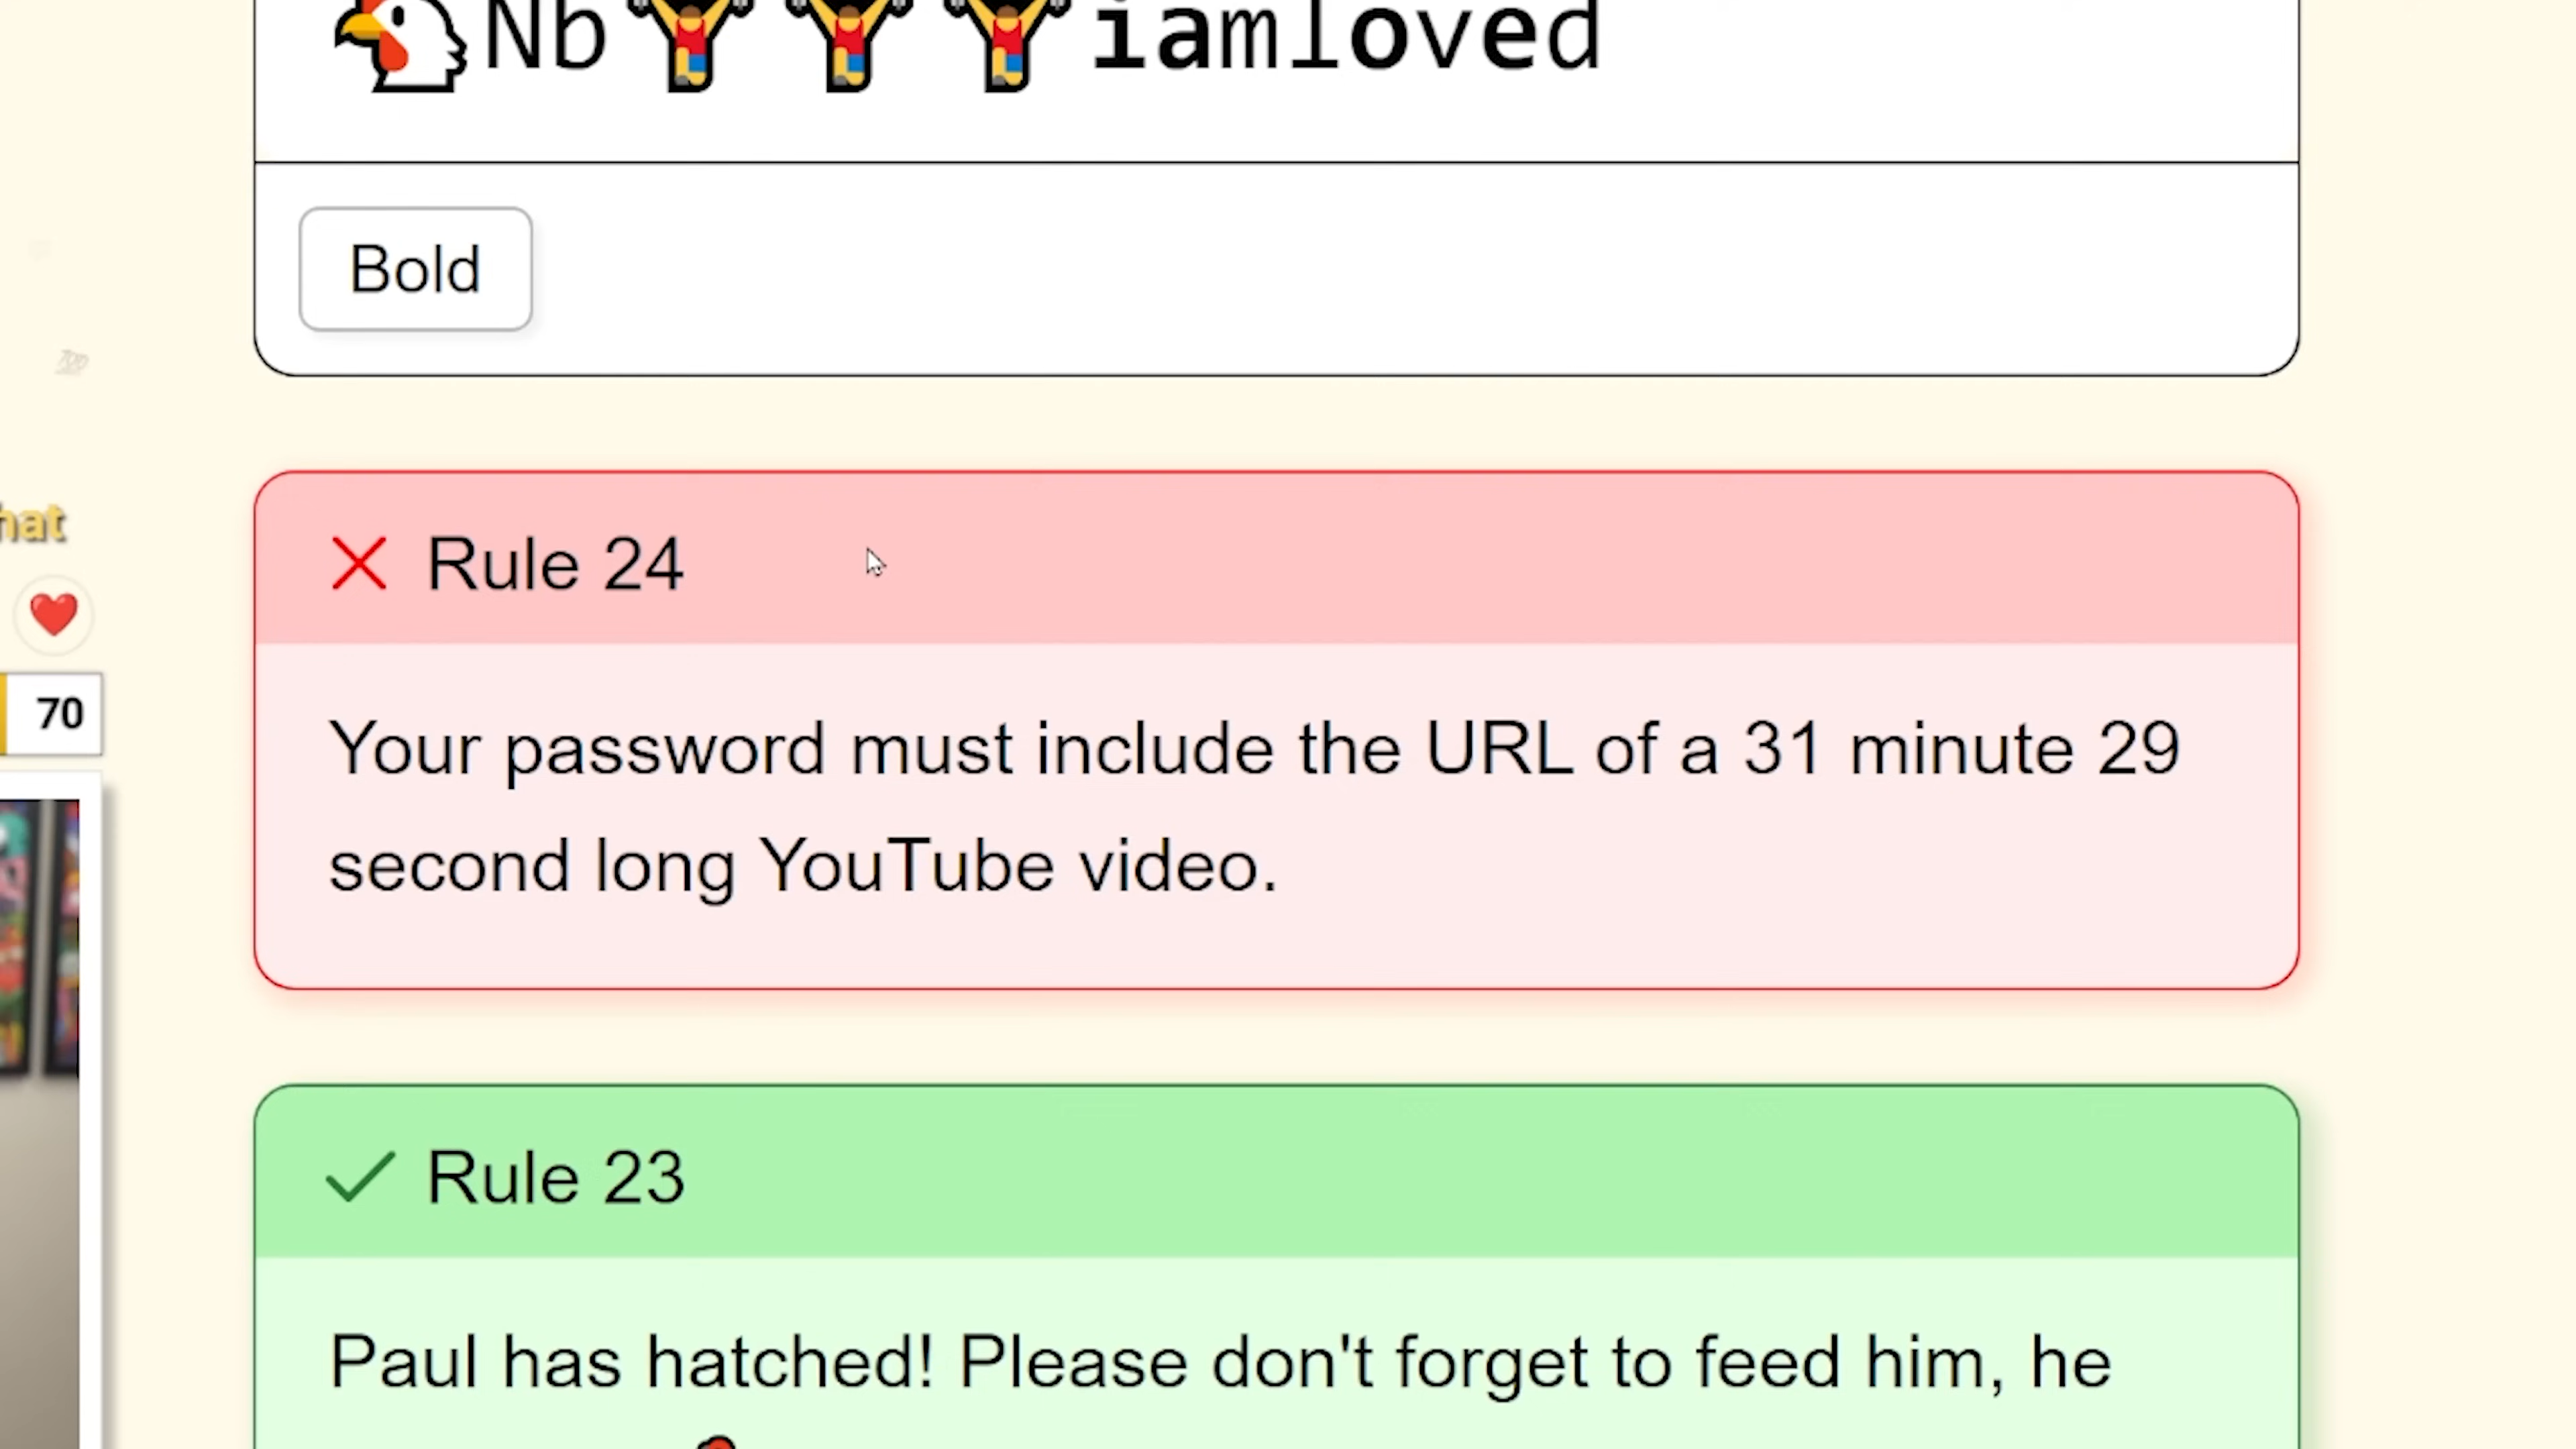 🐔Nb🏋️🏋️🏋️iamloved
Bold
hat
70
Rule 24
Your password must include the URL of a 31 minute 29
second long YouTube video.
Rule 23
Paul has hatched! Please don't forget to feed him, he